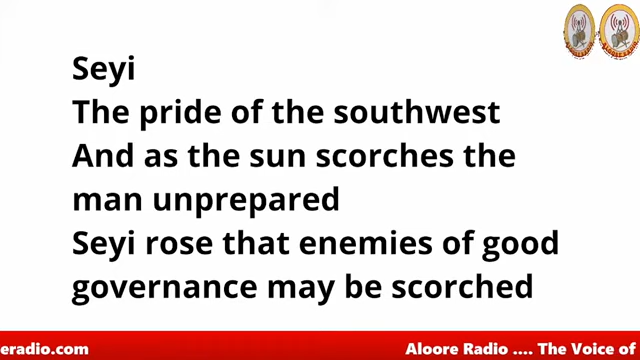 Seyi
The pride of the southwest
And as the sun scorches the
man unprepared
Seyi rose that enemies of good
governance may be scorched
eradio.com
Aloore Radio .... The Voice of